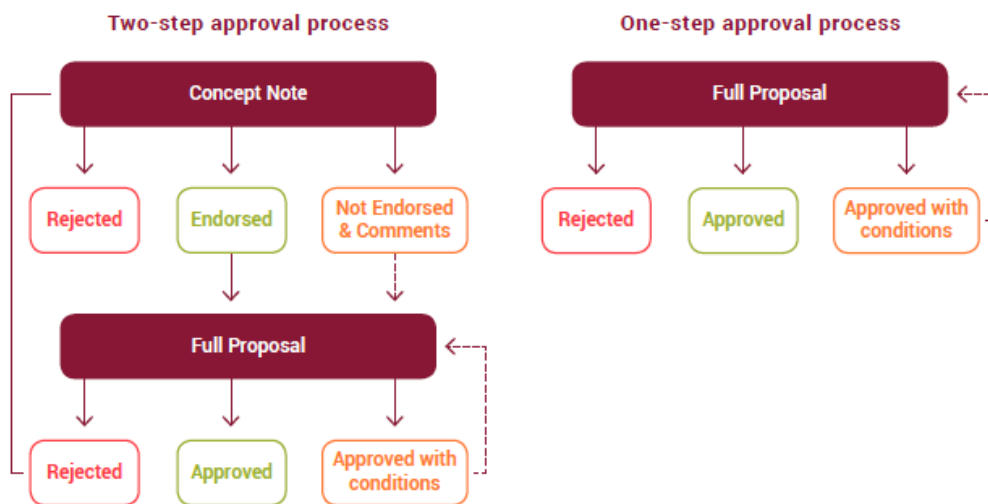 Two-step approval process
Concept Note
Rejected
Endorsed
Not Endorsed
& Comments
Full Proposal
Rejected
Approved
Approved with
conditions
One-step approval process
Full Proposal
Rejected
Approved
Approved with
conditions